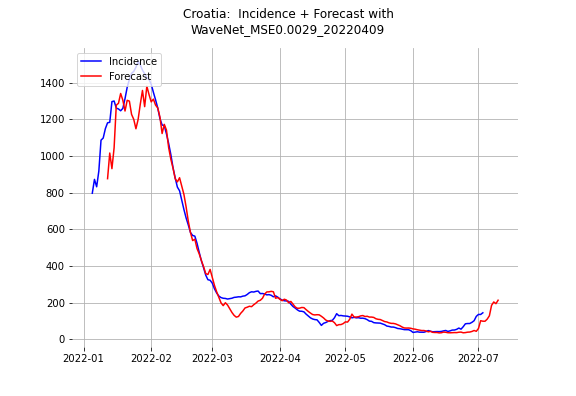 Croatia:  Incidence + Forecast with
WaveNet_MSE0.0029_20220409
Incidence
Forecast
1400
1200
1000
800
600
400
200
0
2022-01 2022-02 2022-03 2022-04 2022-05 2022-06 2022-07